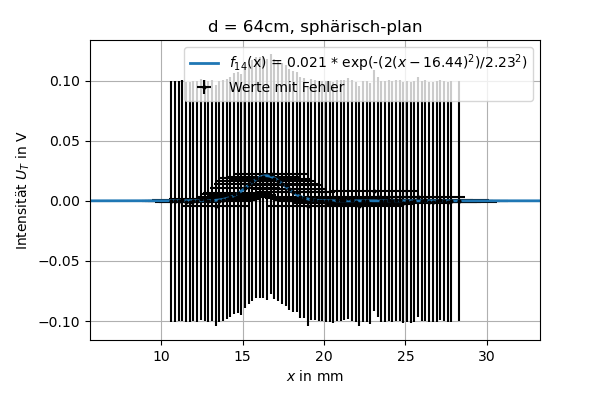 d = 64cm, sphärisch-plan
f₁₄(x) = 0.021 * exp(-(2(x − 16.44)²)/2.23²)
Werte mit Fehler
Intensität U_T in V
0.10
0.05
0.00
−0.05
−0.10
10 15 20 25 30
x in mm